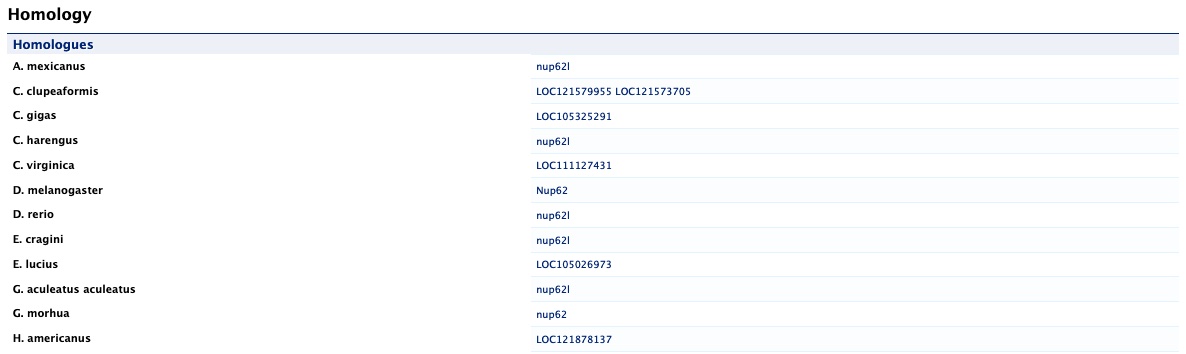 Homology
Homologues
A. mexicanus nup62l
C. clupeaformis LOC121579955 LOC121573705
C. gigas LOC105325291
C. harengus nup62l
C. virginica LOC111127431
D. melanogaster Nup62
D. rerio nup62l
E. cragini nup62l
E. lucius LOC105026973
G. aculeatus aculeatus nup62l
G. morhua nup62
H. americanus LOC121878137